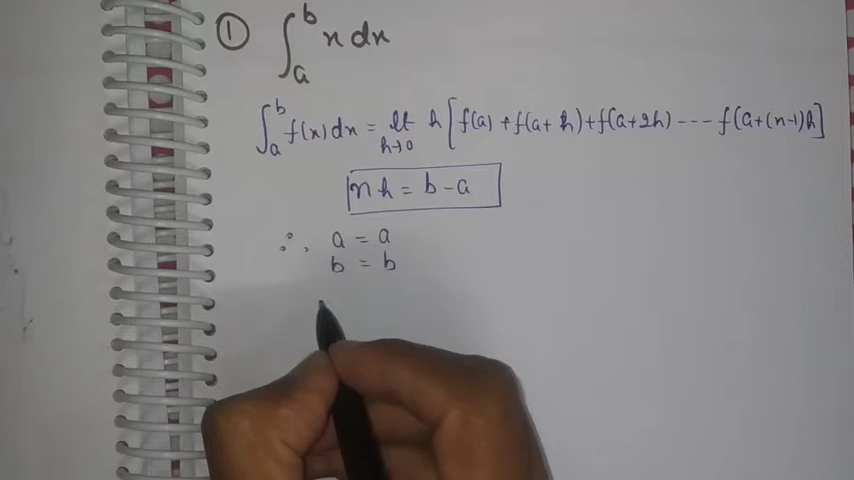 ① ∫_a^b x dx
∫_a^b f(x) dx = lt_{h→0} h [ f(a) + f(a+h) + f(a+2h) ---- f(a+(n-1)h ]
nh = b - a
∴, a = a
b = b